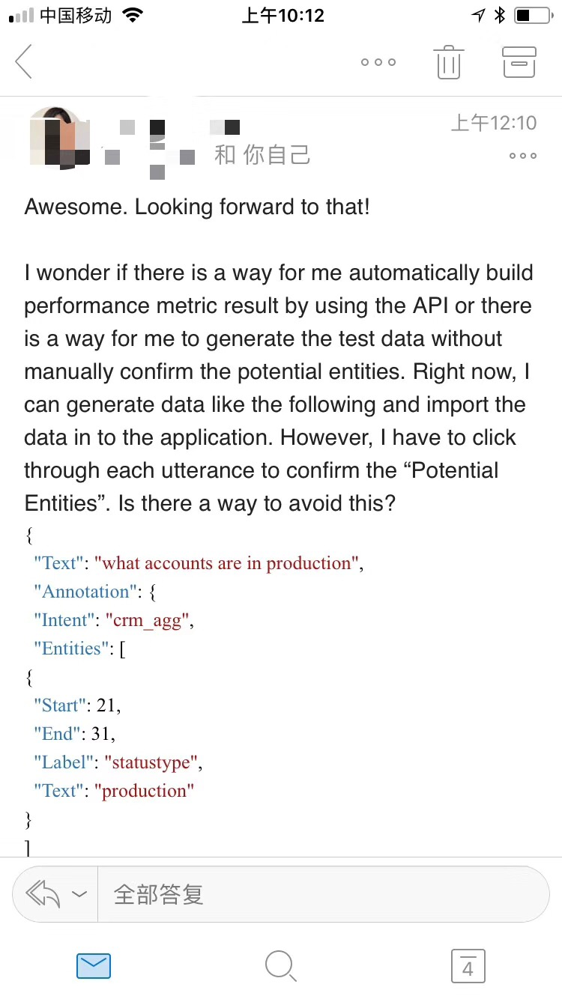 中国移动 上午10:12
上午12:10
和 你自己
Awesome. Looking forward to that!
I wonder if there is a way for me automatically build
performance metric result by using the API or there
is a way for me to generate the test data without
manually confirm the potential entities. Right now, I
can generate data like the following and import the
data in to the application. However, I have to click
through each utterance to confirm the “Potential
Entities”. Is there a way to avoid this?
{
"Text": "what accounts are in production",
"Annotation": {
"Intent": "crm_agg",
"Entities": [
{
"Start": 21,
"End": 31,
"Label": "statustype",
"Text": "production"
}
]
全部答复
4